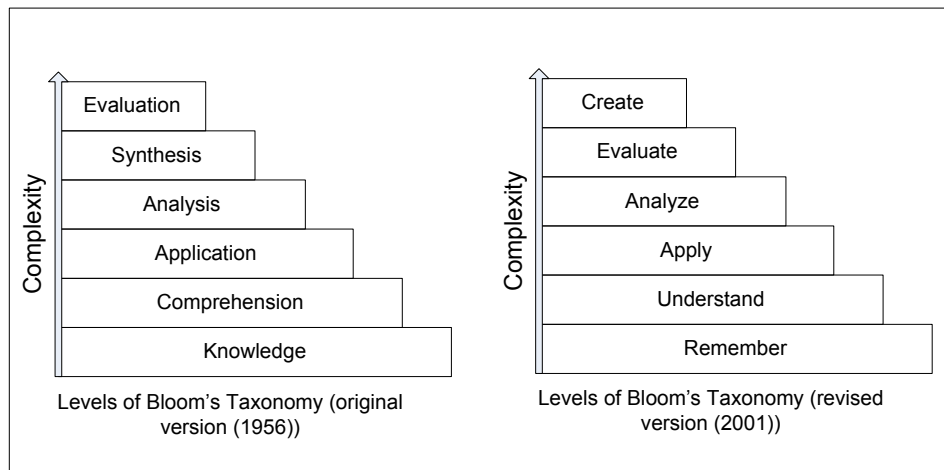 Complexity
Evaluation
Synthesis
Analysis
Application
Comprehension
Knowledge
Levels of Bloom’s Taxonomy (original
version (1956))
Complexity
Create
Evaluate
Analyze
Apply
Understand
Remember
Levels of Bloom’s Taxonomy (revised
version (2001))